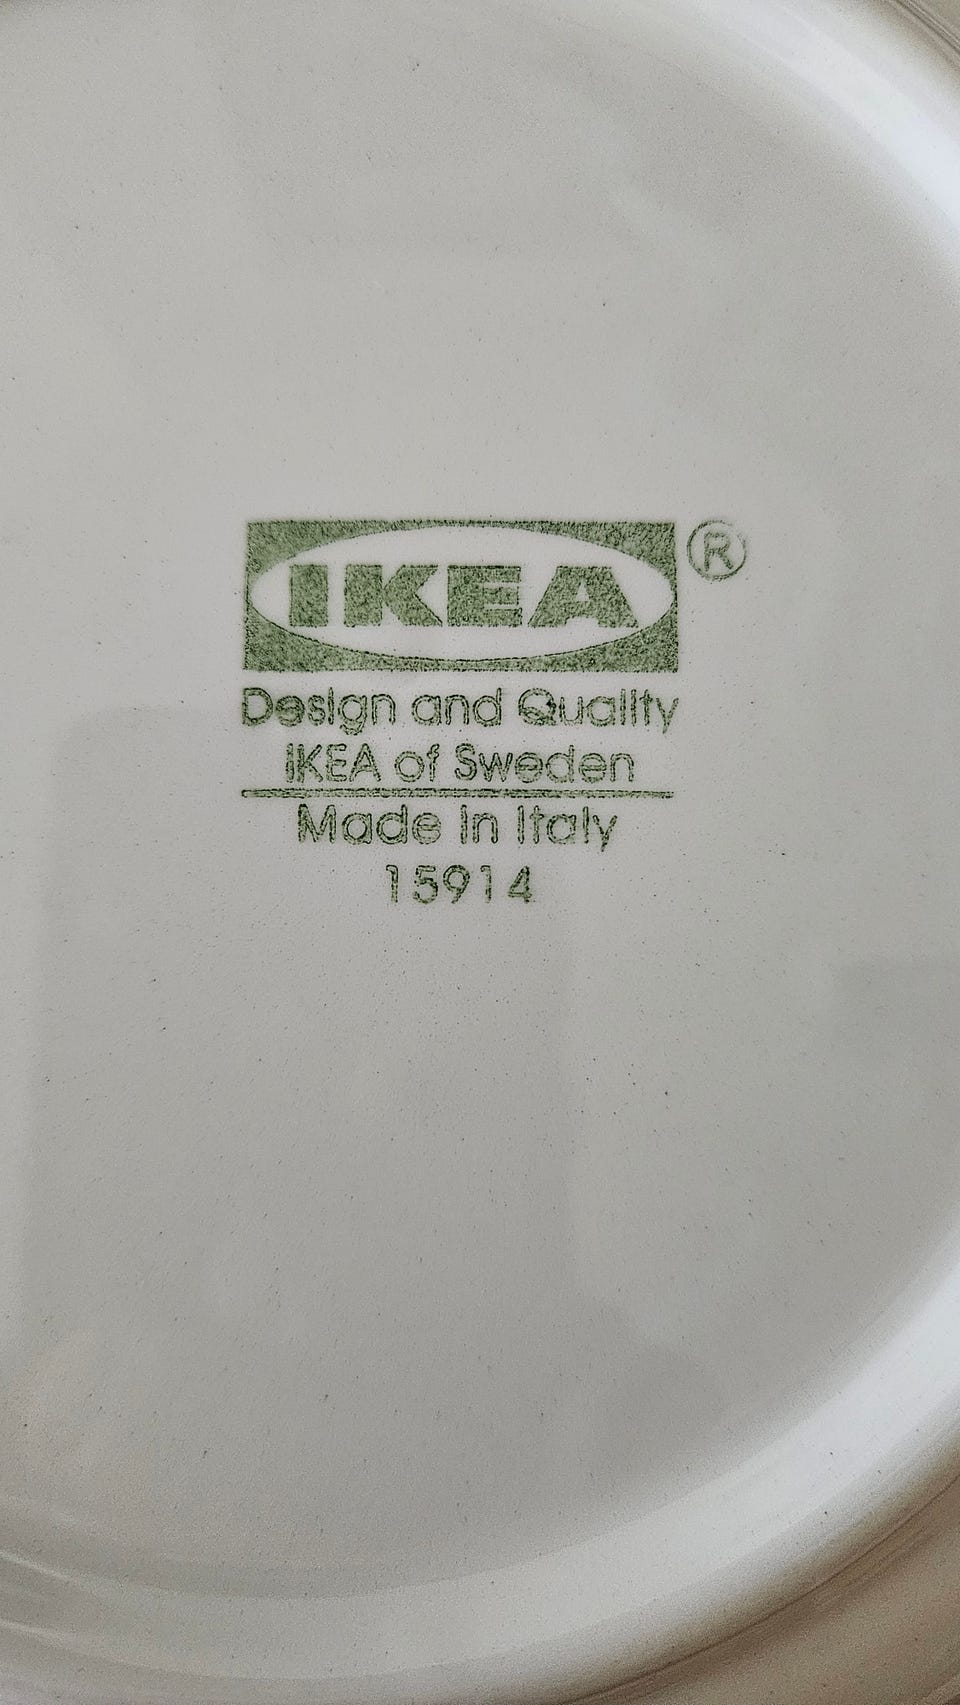 IKEA ®
Design and Quality
IKEA of Sweden
Made in Italy
15914